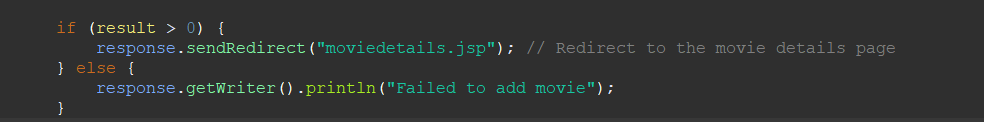 if (result > 0) {
    response.sendRedirect("moviedetails.jsp"); // Redirect to the movie details page
} else {
    response.getWriter().println("Failed to add movie");
}